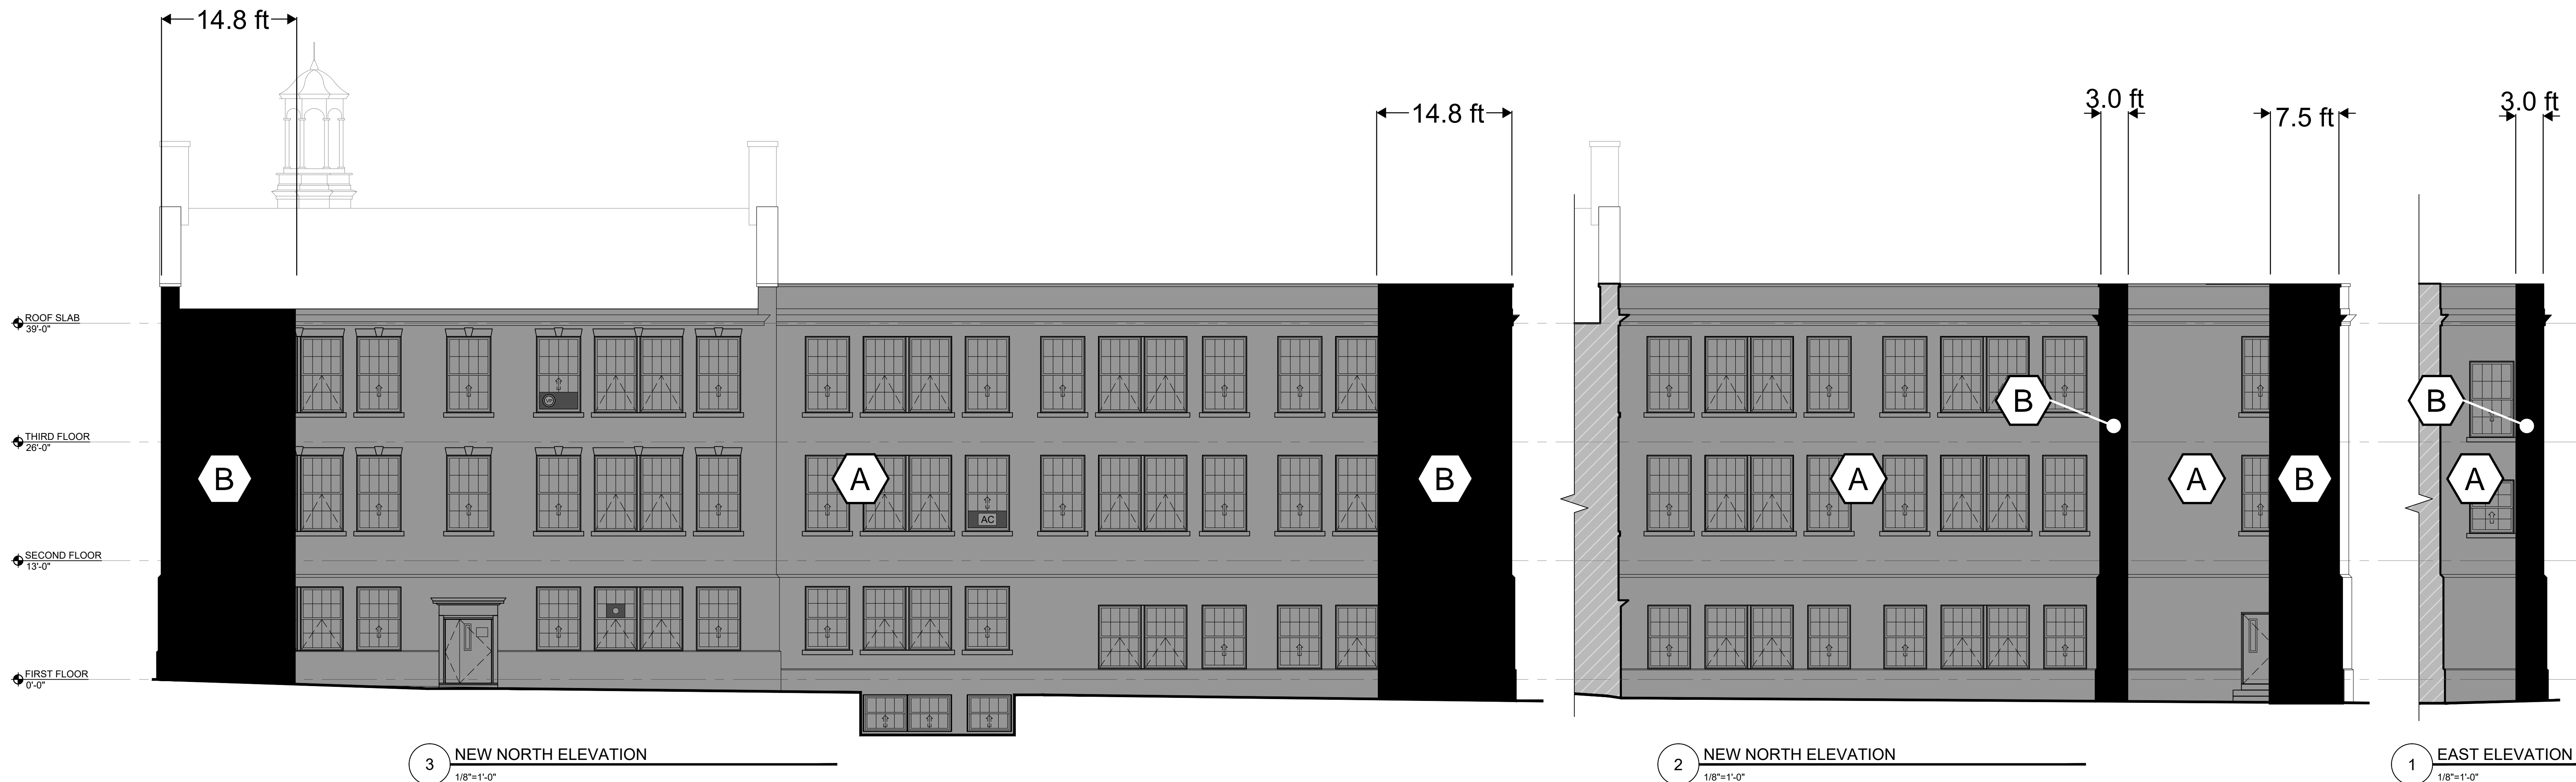 14.8 ft
14.8 ft
3.0 ft
7.5 ft
3.0 ft
ROOF SLAB
39'-0"
THIRD FLOOR
26'-0"
B
B
B
A
AC
B
A
A
B
A
SECOND FLOOR
13'-0"
FIRST FLOOR
0'-0"
3
NEW NORTH ELEVATION
1/8"=1'-0"
2
NEW NORTH ELEVATION
1/8"=1'-0"
1
EAST ELEVATION
1/8"=1'-0"